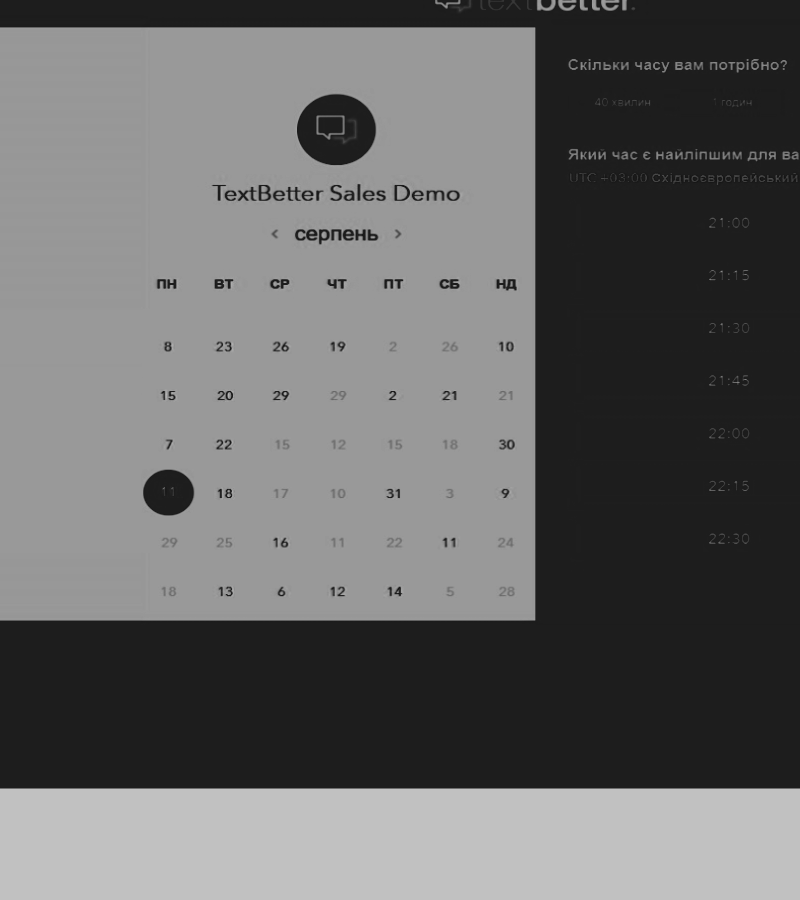 textbetter.
TextBetter Sales Demo
‹ серпень ›
ПН ВТ СР ЧТ ПТ СБ НД
8 23 26 19 2 26 10
15 20 29 29 2 21 21
7 22 15 12 15 18 30
11 18 17 10 31 3 9
29 25 16 11 22 11 24
18 13 6 12 14 5 28
Скільки часу вам потрібно?
40 хвилин 1 годин
Який час є найліпшим для ва
UTC +03:00 Східноєвропейський
21:00
21:15
21:30
21:45
22:00
22:15
22:30